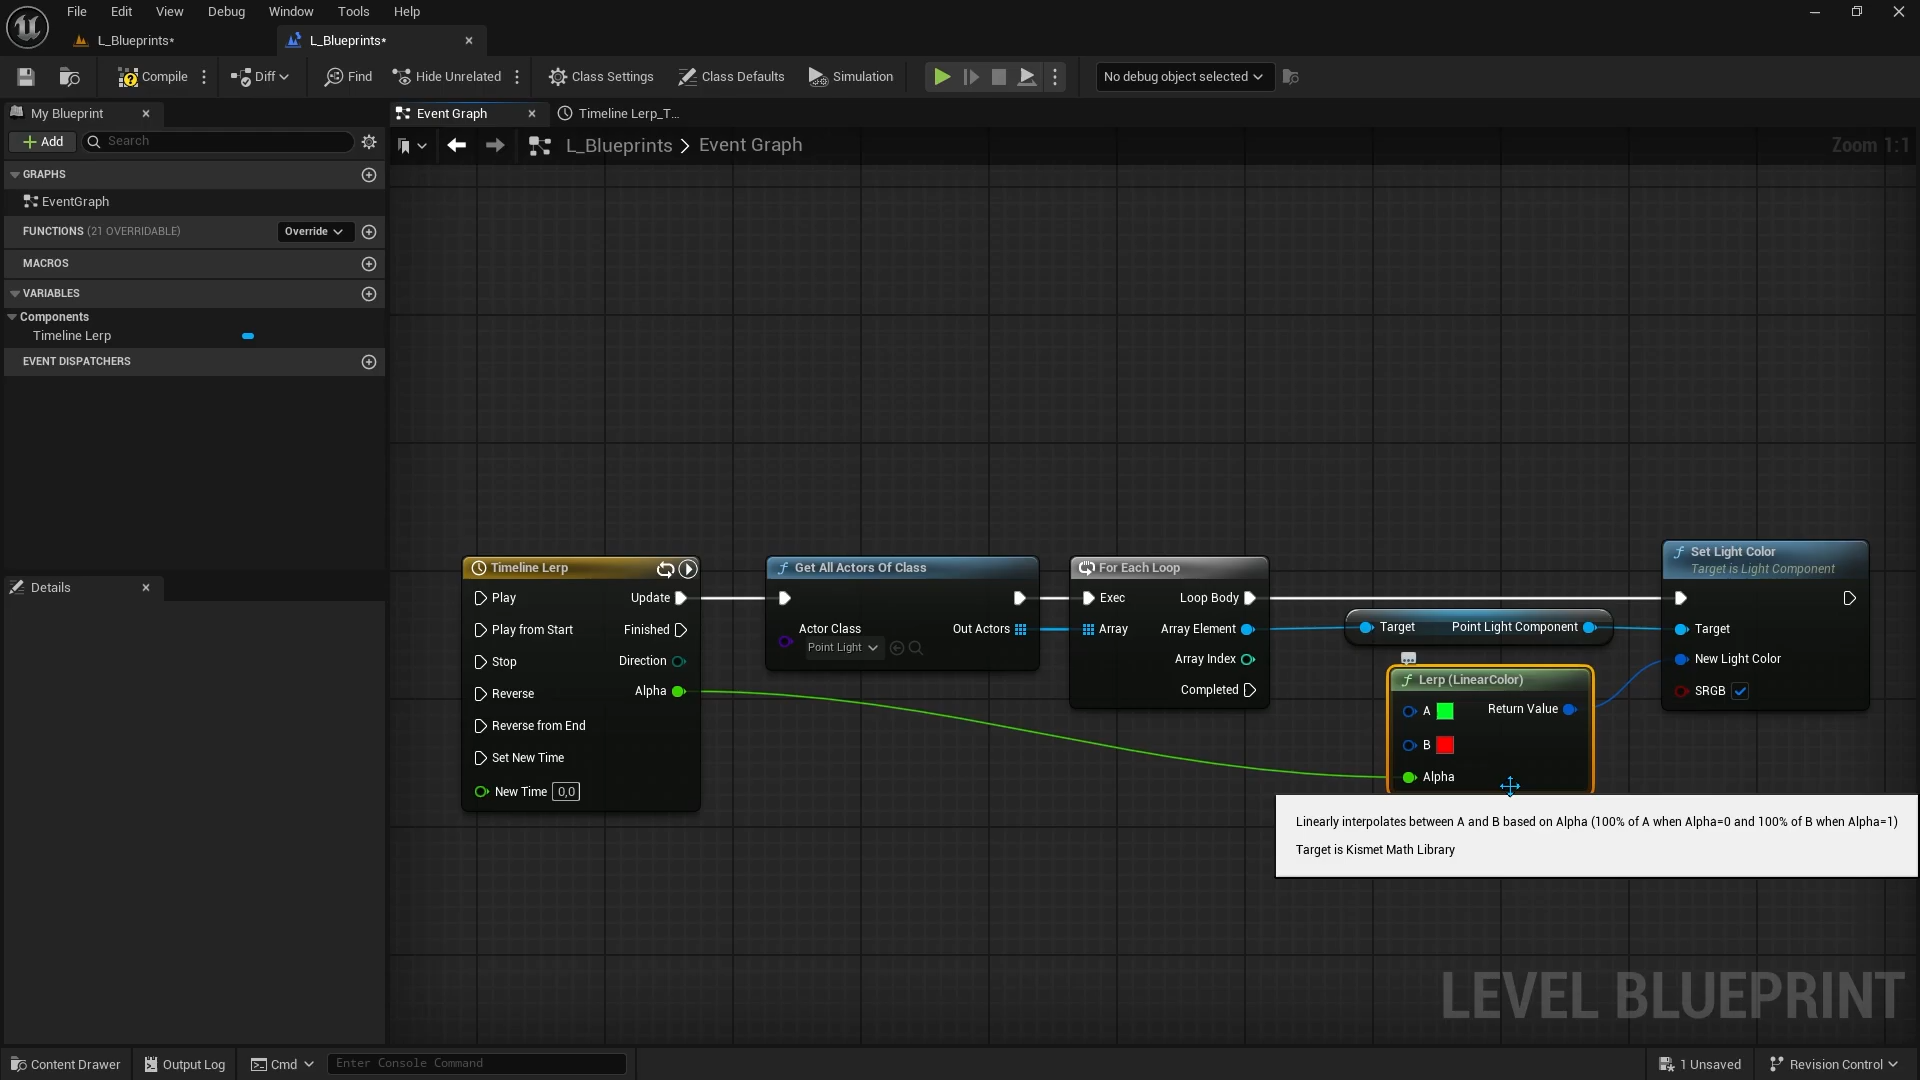 File Edit View Debug Window Tools Help
L_Blueprints*
L_Blueprints*
Compile Diff Find Hide Unrelated Class Settings Class Defaults Simulation No debug object selected
My Blueprint
Event Graph
Timeline Lerp_T...
Add
Search
L_Blueprints > Event Graph
Zoom 1:1
GRAPHS
EventGraph
FUNCTIONS (21 OVERRIDABLE)
Override
MACROS
VARIABLES
Components
Timeline Lerp
EVENT DISPATCHERS
Details
Timeline Lerp
Play
Update
Play from Start
Finished
Stop
Direction
Reverse
Alpha
Reverse from End
Set New Time
New Time 0,0
f Get All Actors Of Class
Actor Class
Point Light
Out Actors
For Each Loop
Exec
Loop Body
Array
Array Element
Array Index
Completed
Target
Point Light Component
f Lerp (LinearColor)
A
Return Value
B
Alpha
f Set Light Color
Target is Light Component
Target
New Light Color
SRGB
Linearly interpolates between A and B based on Alpha (100% of A when Alpha=0 and 100% of B when Alpha=1)
Target is Kismet Math Library
LEVEL BLUEPRINT
Content Drawer
Output Log
Cmd
Enter Console Command
1 Unsaved
Revision Control